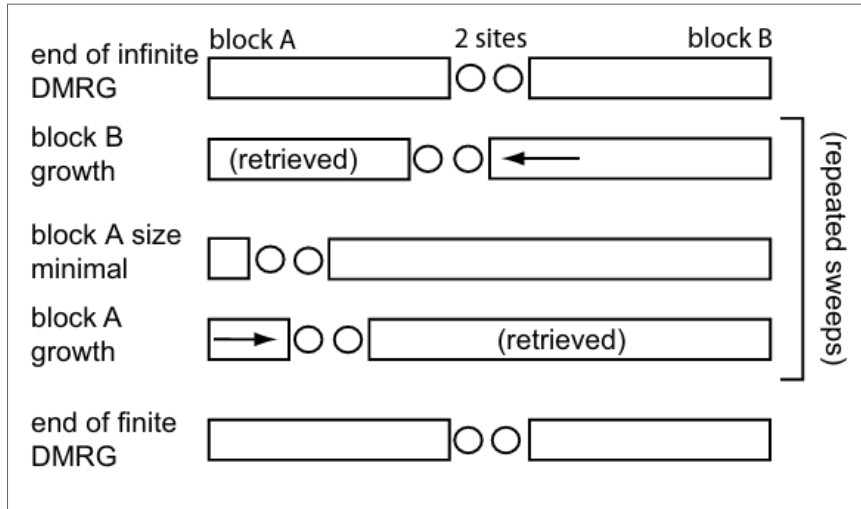 block A 2 sites block B
end of infinite
DMRG
block B
growth
(retrieved)
block A size
minimal
block A
growth
(retrieved)
end of finite
DMRG
(repeated sweeps)